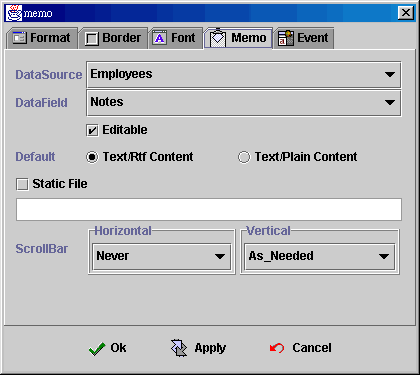 memo
Format Border Font Memo Event
DataSource Employees
DataField Notes
Editable
Default Text/Rtf Content Text/Plain Content
Static File
Horizontal Vertical
ScrollBar Never As_Needed
Ok Apply Cancel